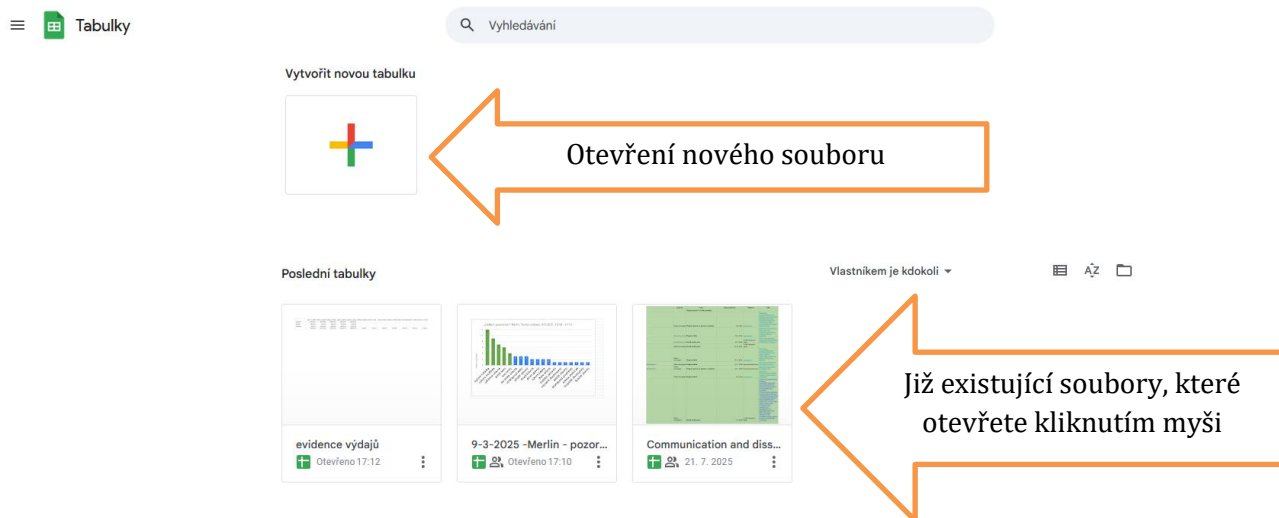 Tabulky
Vyhledávání
Vytvořit novou tabulku
Otevření nového souboru
Poslední tabulky
Vlastníkem je kdokoli
AZ
Již existující soubory, které
otevřete kliknutím myši
evidence výdajů
Otevřeno 17:12
9-3-2025 -Merlin - pozor...
Otevřeno 17:10
Communication and diss...
21. 7. 2025